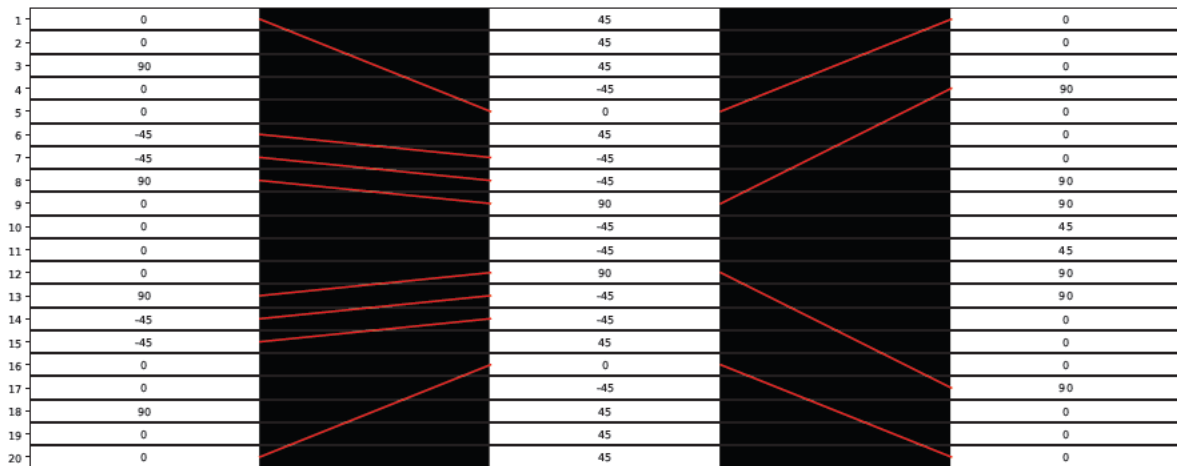 1 0 45 0
2 0 45 0
3 90 45 0
4 0 -45 90
5 0 0 0
6 -45 45 0
7 -45 -45 0
8 90 -45 90
9 0 90 90
10 0 -45 45
11 0 -45 45
12 0 90 90
13 90 -45 90
14 -45 -45 0
15 -45 45 0
16 0 0 0
17 0 -45 90
18 90 45 0
19 0 45 0
20 0 45 0